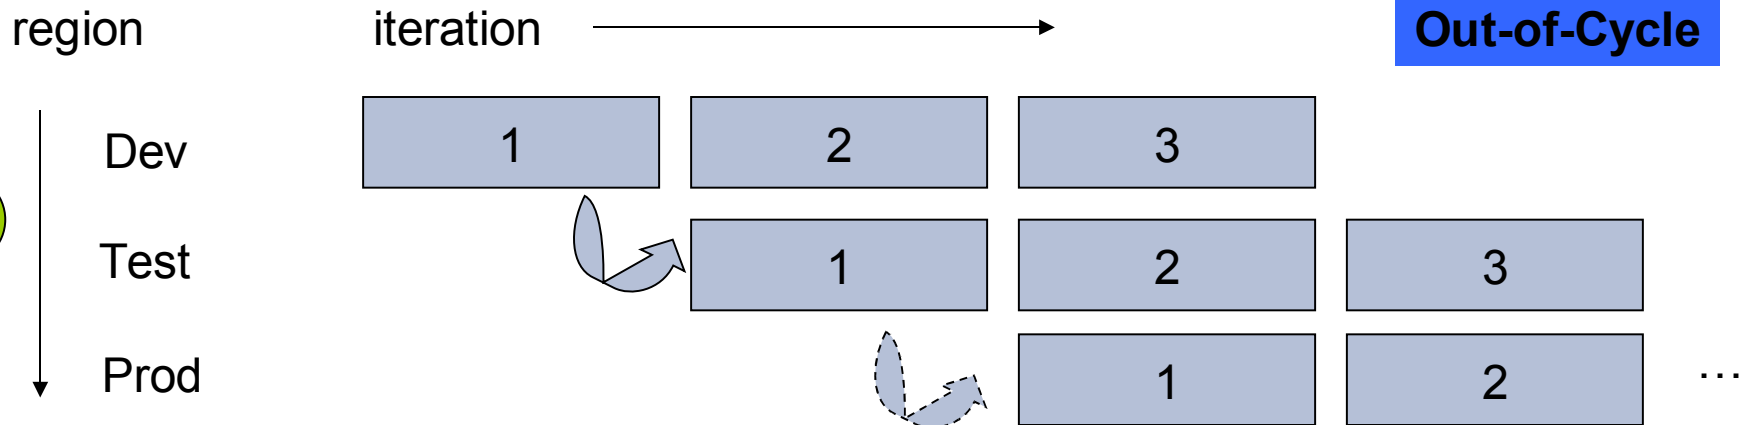 region iteration Out-of-Cycle
Dev 1 2 3
Test 1 2 3
Prod 1 2 ...